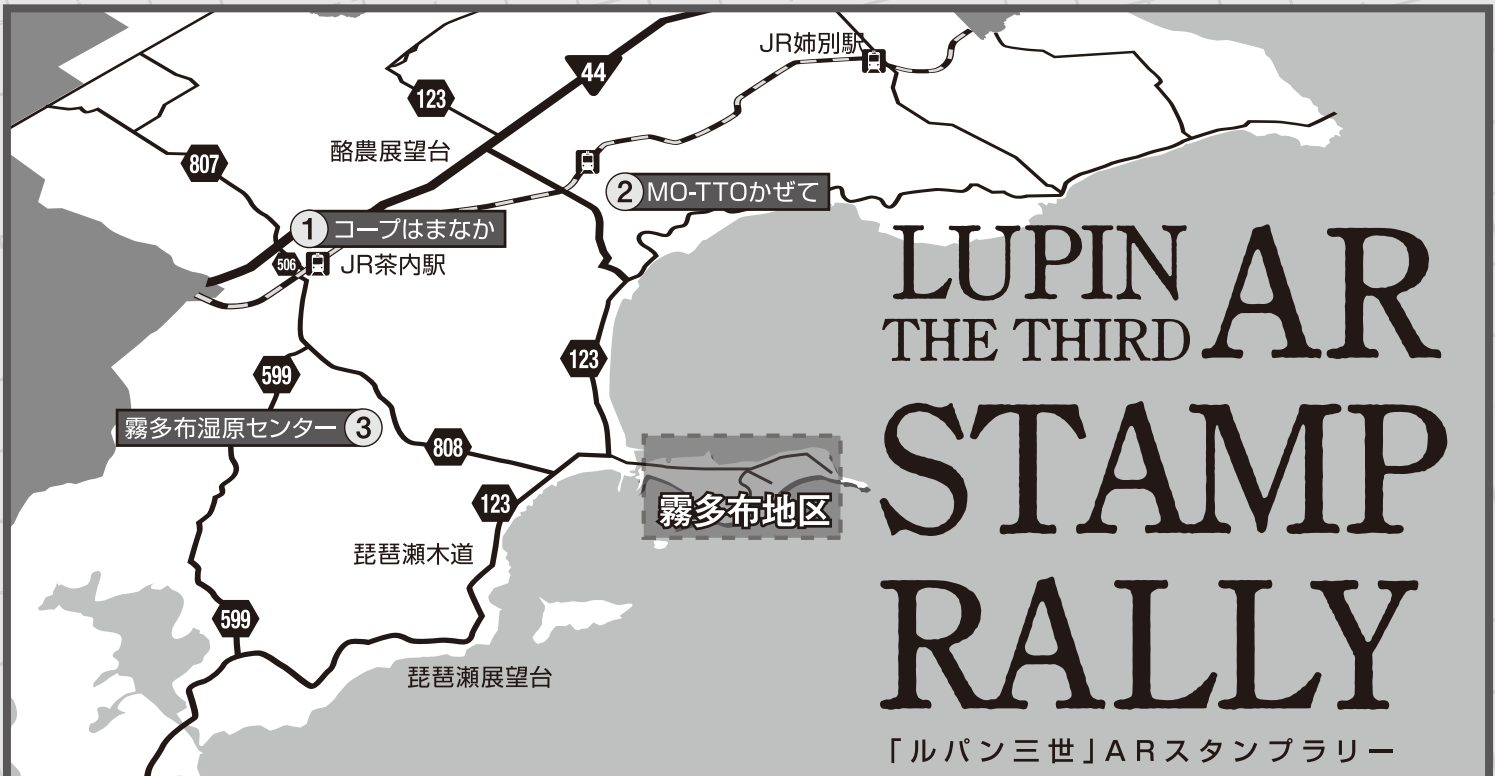 JR姉別駅
44
123
酪農展望台
807
② MO-TTOかぜて
① コープはまなか
506
JR茶内駅
LUPIN
THE THIRD
AR
STAMP
RALLY
「ルパン三世」ARスタンプラリー
123
599
霧多布湿原センター ③
808
123
霧多布地区
琵琶瀬木道
599
琵琶瀬展望台